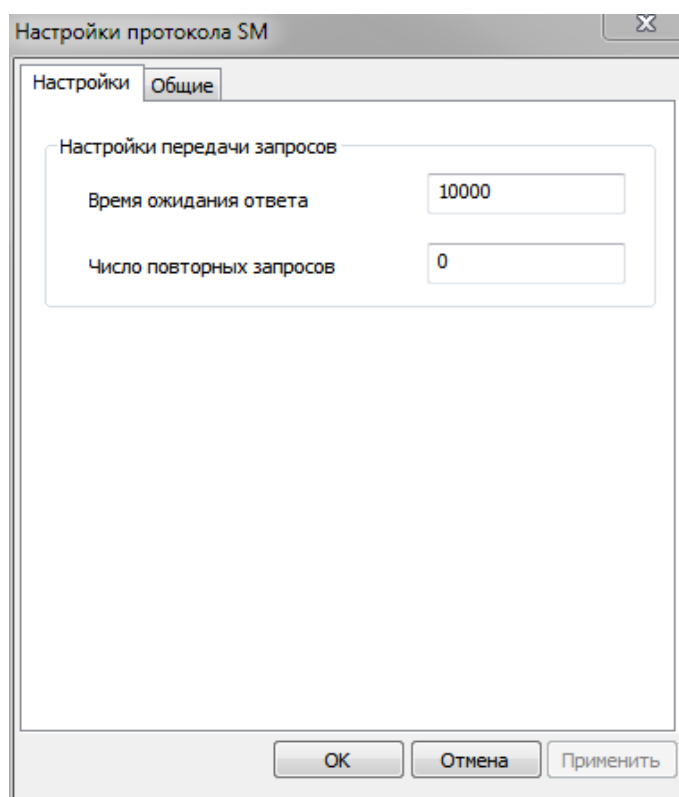 Настройки протокола SM
Настройки Общие
Настройки передачи запросов
Время ожидания ответа 10000
Число повторных запросов 0
OK Отмена Применить